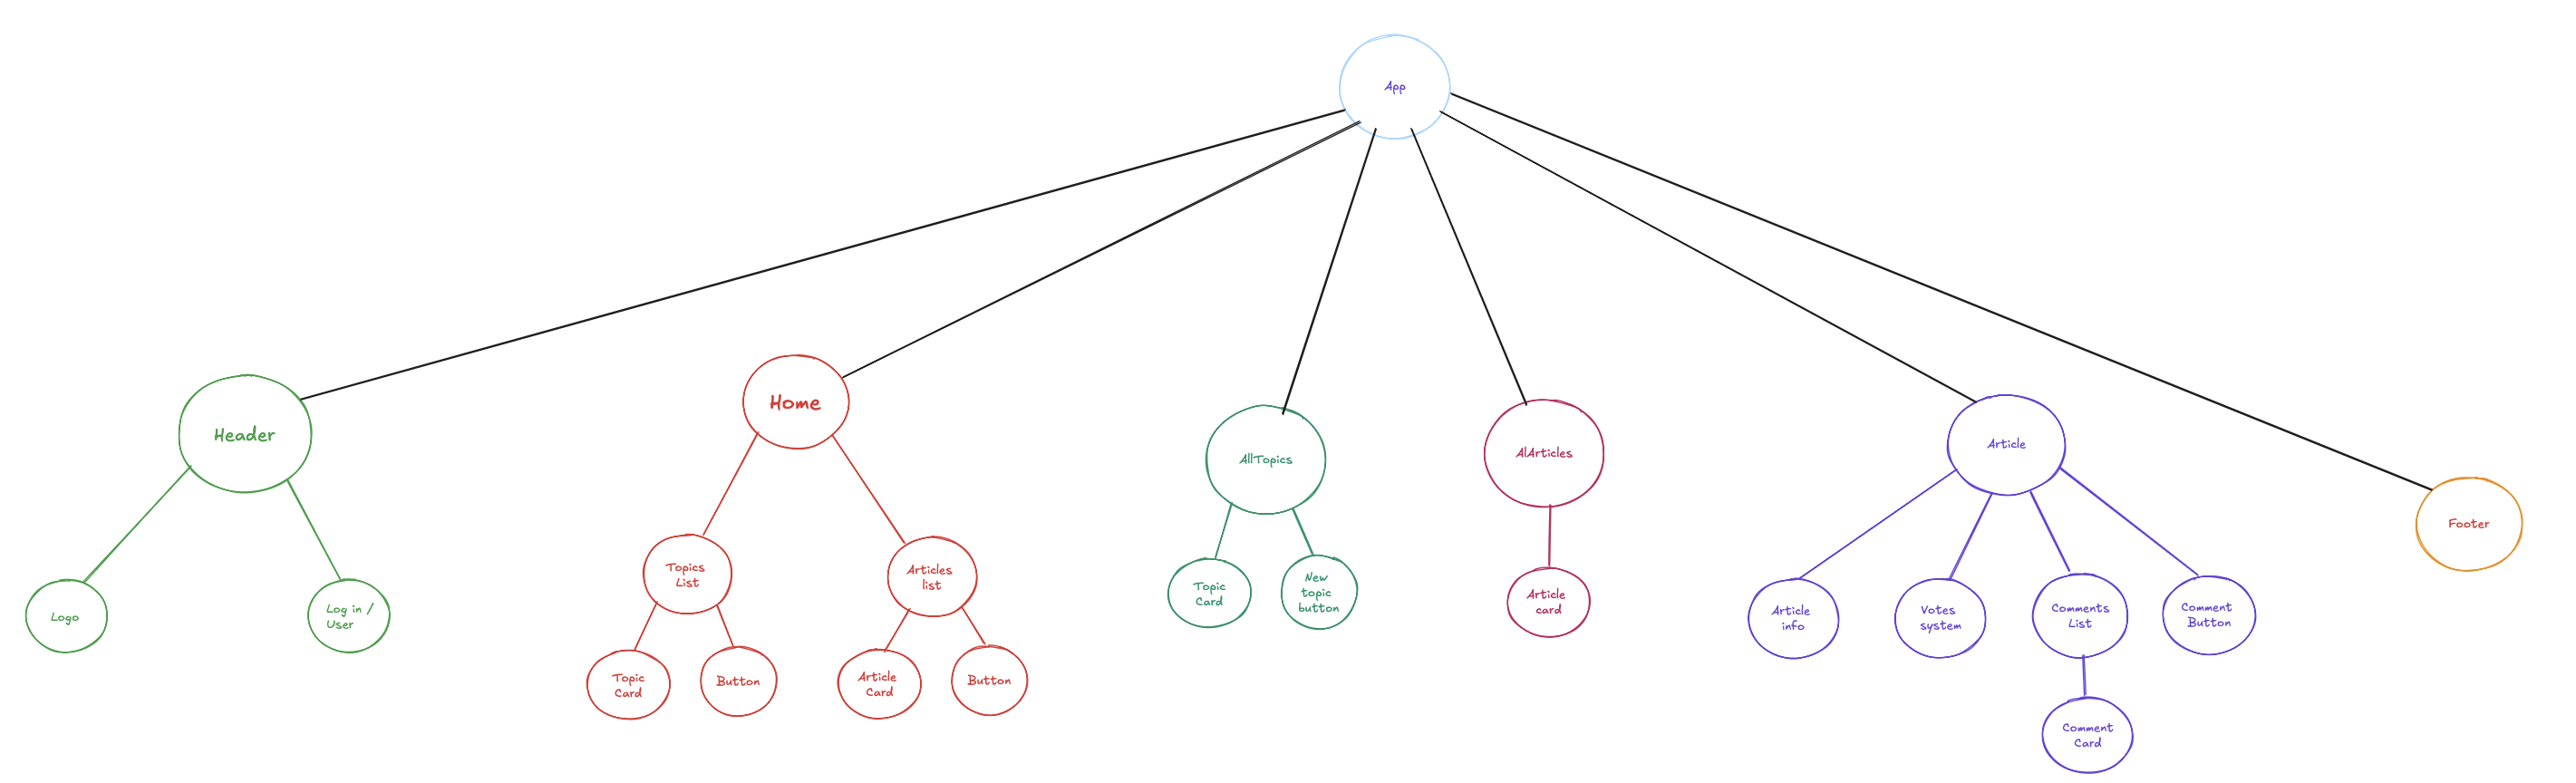 App
Header
Home
AllTopics
AlArticles
Article
Footer
Logo
Log in /
User
Topics
List
Articles
list
Topic
Card
New
topic
button
Article
card
Article
info
Votes
system
Comments
List
Comment
Button
Topic
Card
Button
Article
Card
Button
Comment
Card